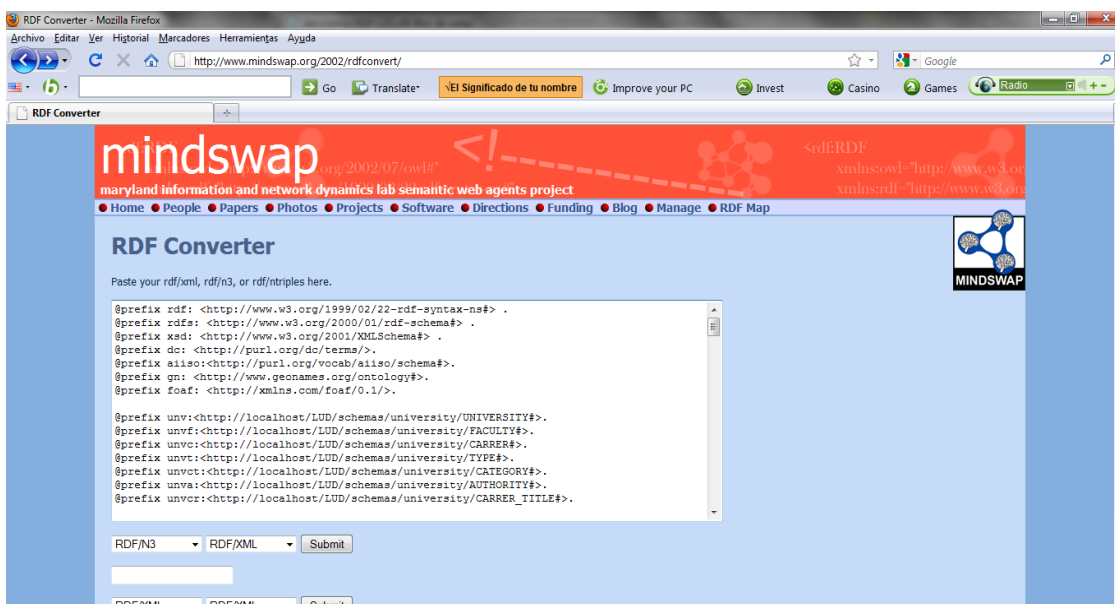 RDF Converter - Mozilla Firefox
Archivo Editar Ver Historial Marcadores Herramientas Ayuda
http://www.mindswap.org/2002/rdfconvert/ Google
Go Translate √El Significado de tu nombre Improve your PC Invest Casino Games Radio
RDF Converter
mindswap
org/2002/07/owl#" <!- <rdf:RDF
xmlns:owl="http://www.w3.or
xmlns:rdf="http://www.w3.org
maryland information and network dynamics lab semantic web agents project
Home People Papers Photos Projects Software Directions Funding Blog Manage RDF Map
RDF Converter
MINDSWAP
Paste your rdf/xml, rdf/n3, or rdf/ntriples here.
@prefix rdf: <http://www.w3.org/1999/02/22-rdf-syntax-ns#> .
@prefix rdfs: <http://www.w3.org/2000/01/rdf-schema#> .
@prefix xsd: <http://www.w3.org/2001/XMLSchema#> .
@prefix dc: <http://purl.org/dc/terms/>.
@prefix aiiso:<http://purl.org/vocab/aiiso/schema#>.
@prefix gn: <http://www.geonames.org/ontology#>.
@prefix foaf: <http://xmlns.com/foaf/0.1/>.
@prefix unv:<http://localhost/LUD/schemas/university/UNIVERSITY#>.
@prefix unvf:<http://localhost/LUD/schemas/university/FACULTY#>.
@prefix unvc:<http://localhost/LUD/schemas/university/CARRER#>.
@prefix unvt:<http://localhost/LUD/schemas/university/TYPE#>.
@prefix unvct:<http://localhost/LUD/schemas/university/CATEGORY#>.
@prefix unva:<http://localhost/LUD/schemas/university/AUTHORITY#>.
@prefix unvcr:<http://localhost/LUD/schemas/university/CARRER_TITLE#>.
RDF/N3 RDF/XML Submit
RDF/XML RDF/XML Submit